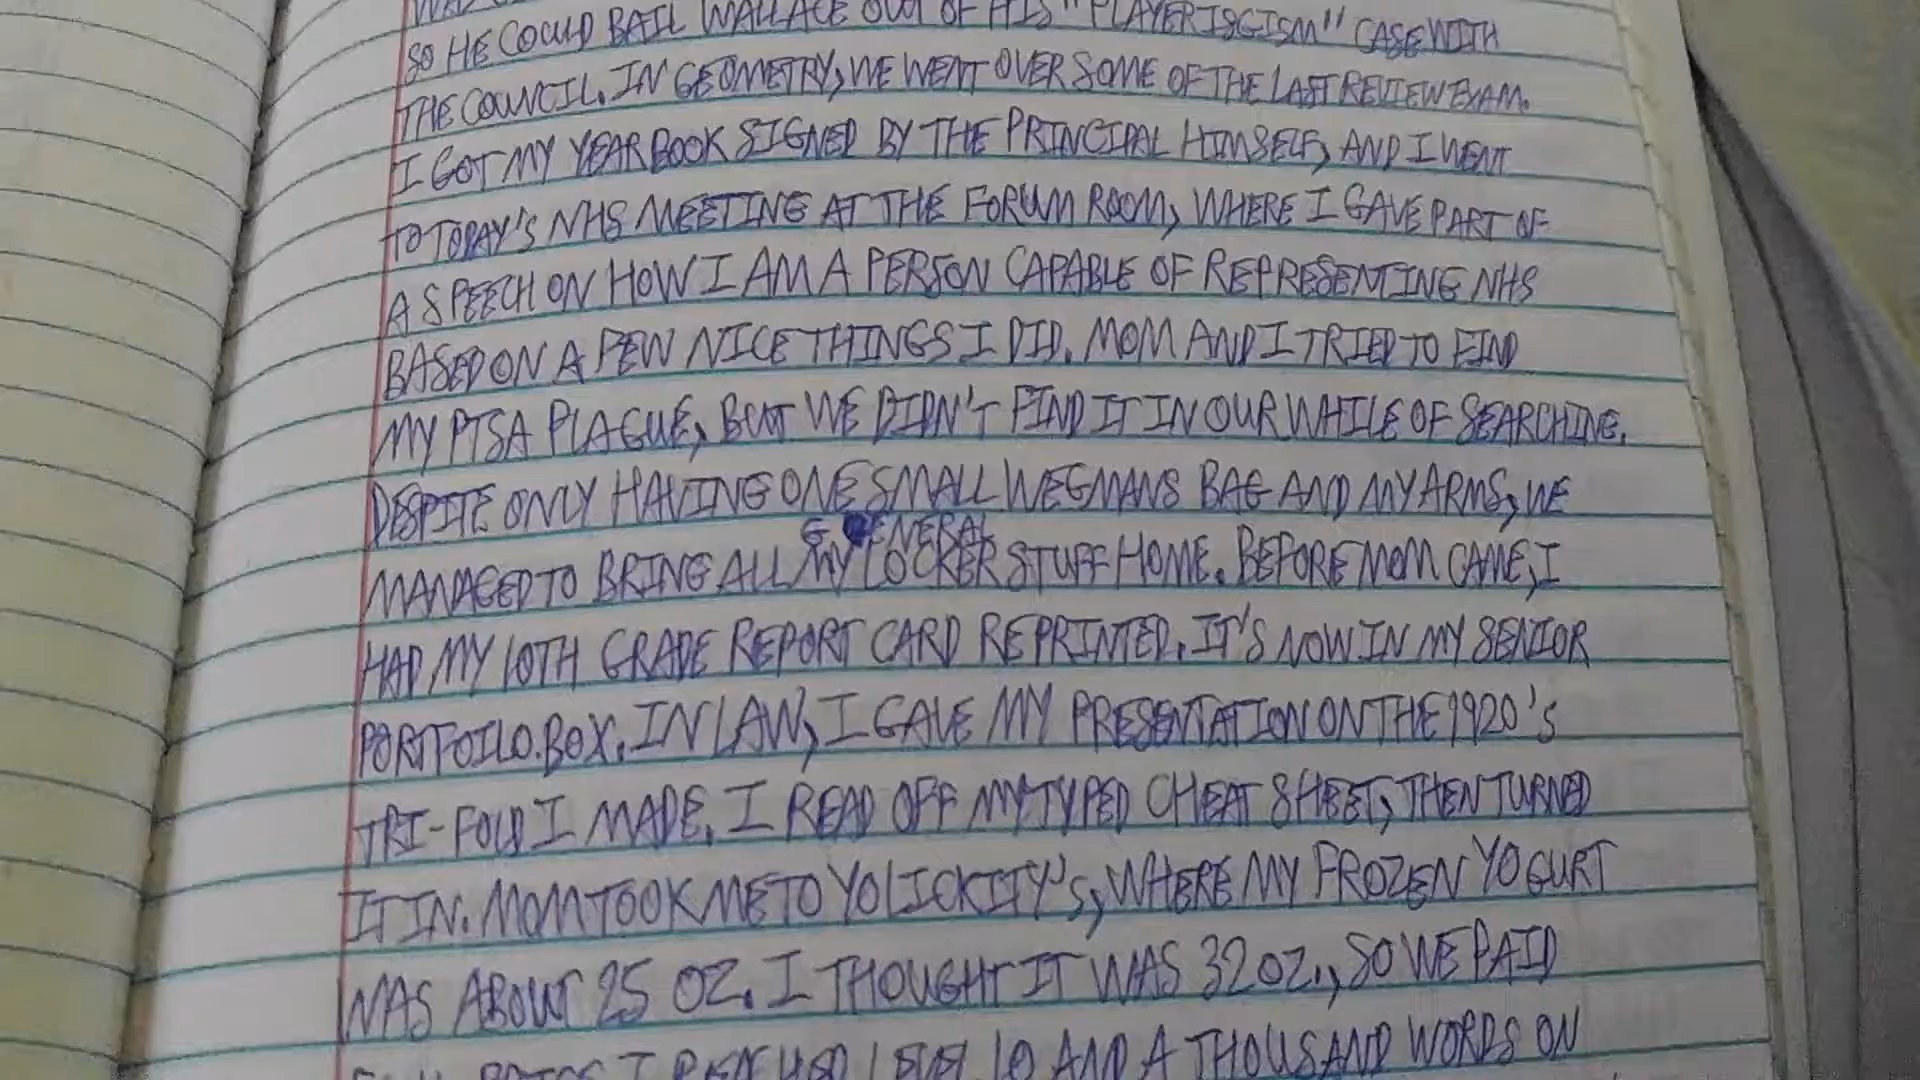 SO HE COULD BAIL WALLACE OUT OF HIS "PLAYERISGISM" CASE WITH
THE COUNCIL. IN GEOMETRY, WE WENT OVER SOME OF THE LAST REVIEW EXAM.
I GOT MY YEARBOOK SIGNED BY THE PRINCIPAL HIMSELF, AND I WENT
TO TODAY'S NHS MEETING AT THE FORUM ROOM, WHERE I GAVE PART OF
A SPEECH ON HOW I AM A PERSON CAPABLE OF REPRESENTING NHS
BASED ON A FEW NICE THINGS I DID. MOM AND I TRIED TO FIND
MY PTSA PLAGUE, BUT WE DIDN'T FIND IT IN OUR WHILE OF SEARCHING.
DESPITE ONLY HAVING ONE SMALL WEGMANS BAG AND MY ARMS, WE
GENERAL
MANAGED TO BRING ALL MY LOCKER STUFF HOME. BEFORE MOM CAME, I
HAD MY 10TH GRADE REPORT CARD REPRINTED. IT'S NOW IN MY SENIOR
PORTFOILO.BOX. IN LAW, I GAVE MY PRESENTATION ON THE 1920'S
TRI-FOLD I MADE. I READ OFF MY TYPED CHEAT SHEET, THEN TURNED
IT IN. MOM TOOK ME TO YOLICKITY'S, WHERE MY FROZEN YOGURT
WAS ABOUT 25 OZ. I THOUGHT IT WAS 32 OZ., SO WE PAID
I REACHED LEVEL 10 AND A THOUSAND WORDS ON